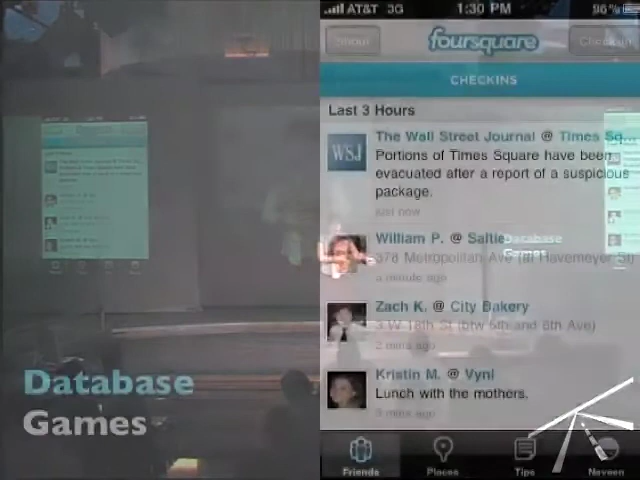 AT&T 3G 1:30 PM 96%
foursquare
CHECKINS
Last 3 Hours
The Wall Street Journal @ Times Sq...
WSJ
Portions of Times Square have been
evacuated after a report of a suspicious
package.
just now
William P. @ Saltie
378 Metropolitan Ave (at Havemeyer St)
a minute ago
Zach K. @ City Bakery
3 W 18th St (btw 5th and 6th Ave)
2 mins ago
Kristin M. @ Vynl
Lunch with the mothers.
3 mins ago
Friends
Places
Tips
Naveen
Database
Games
Database